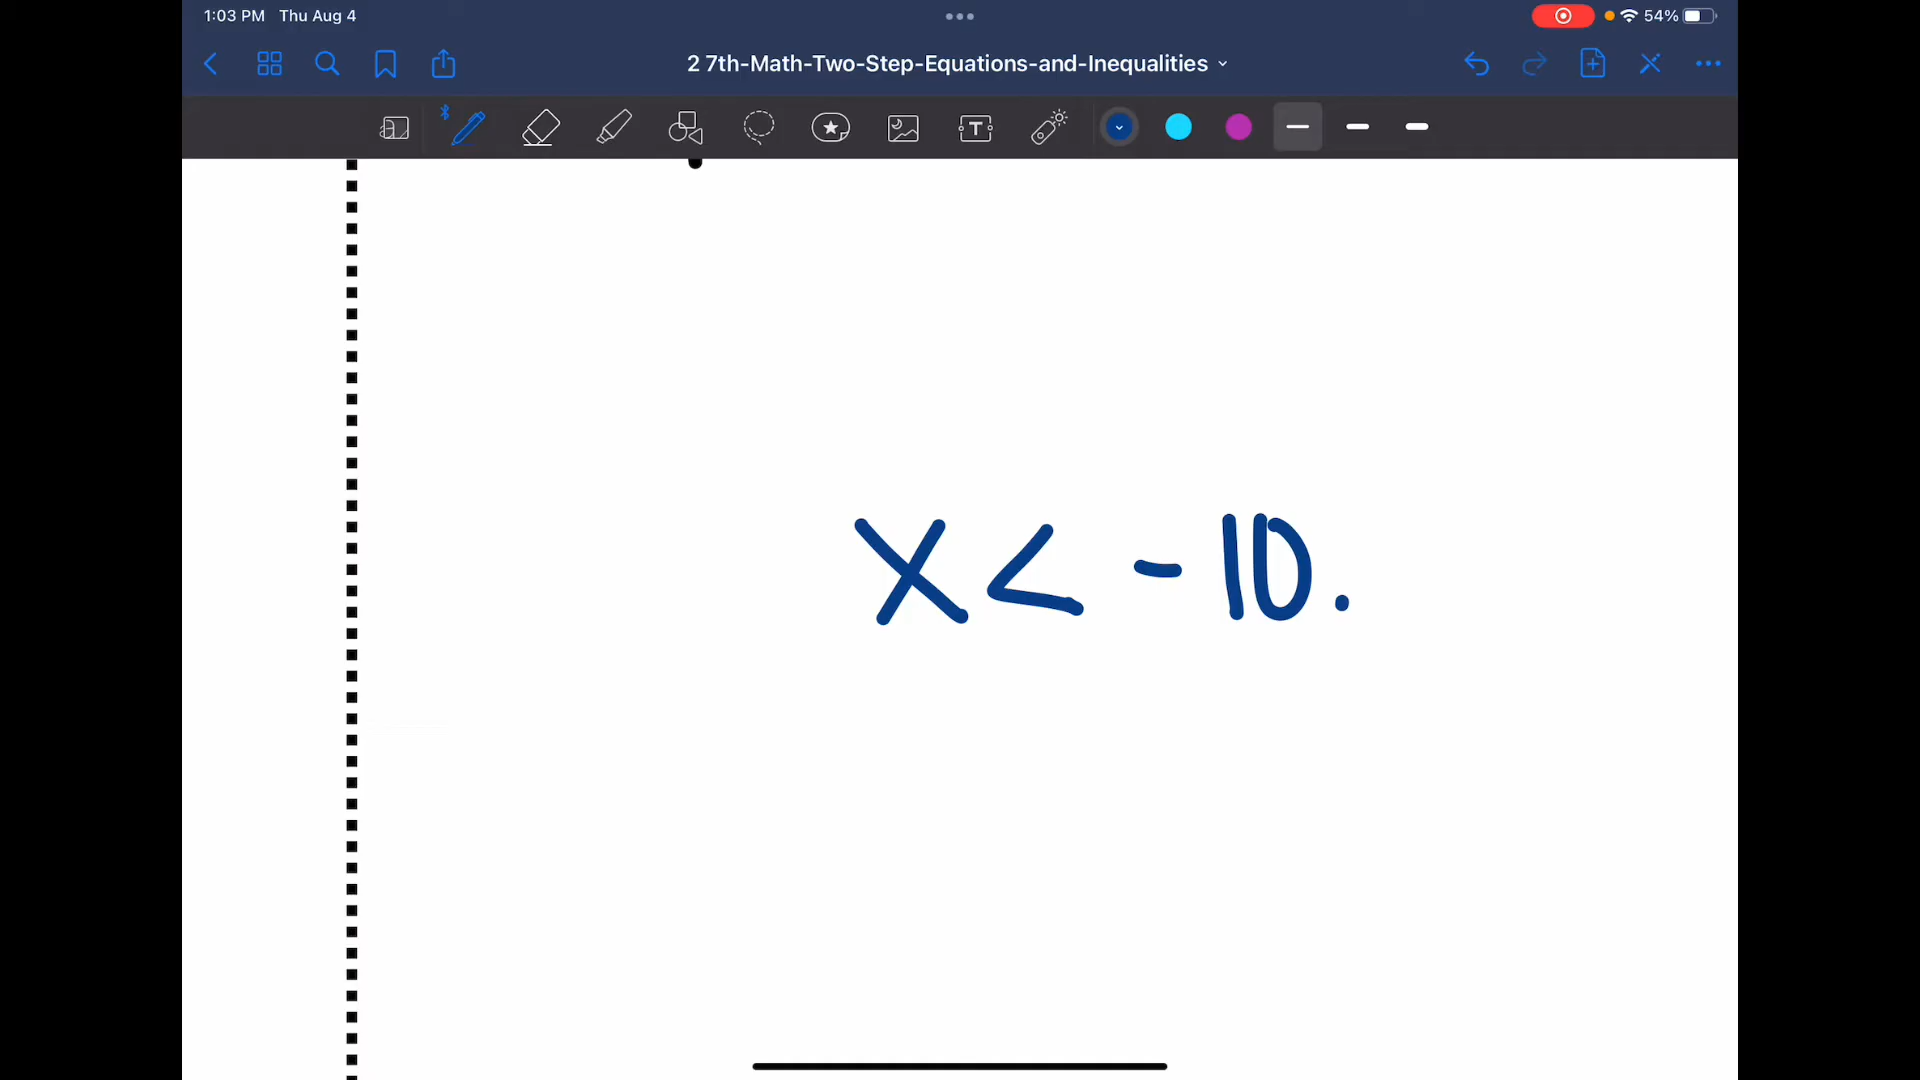 1:03 PM Thu Aug 4
54%
2 7th-Math-Two-Step-Equations-and-Inequalities
T
x < - 10.